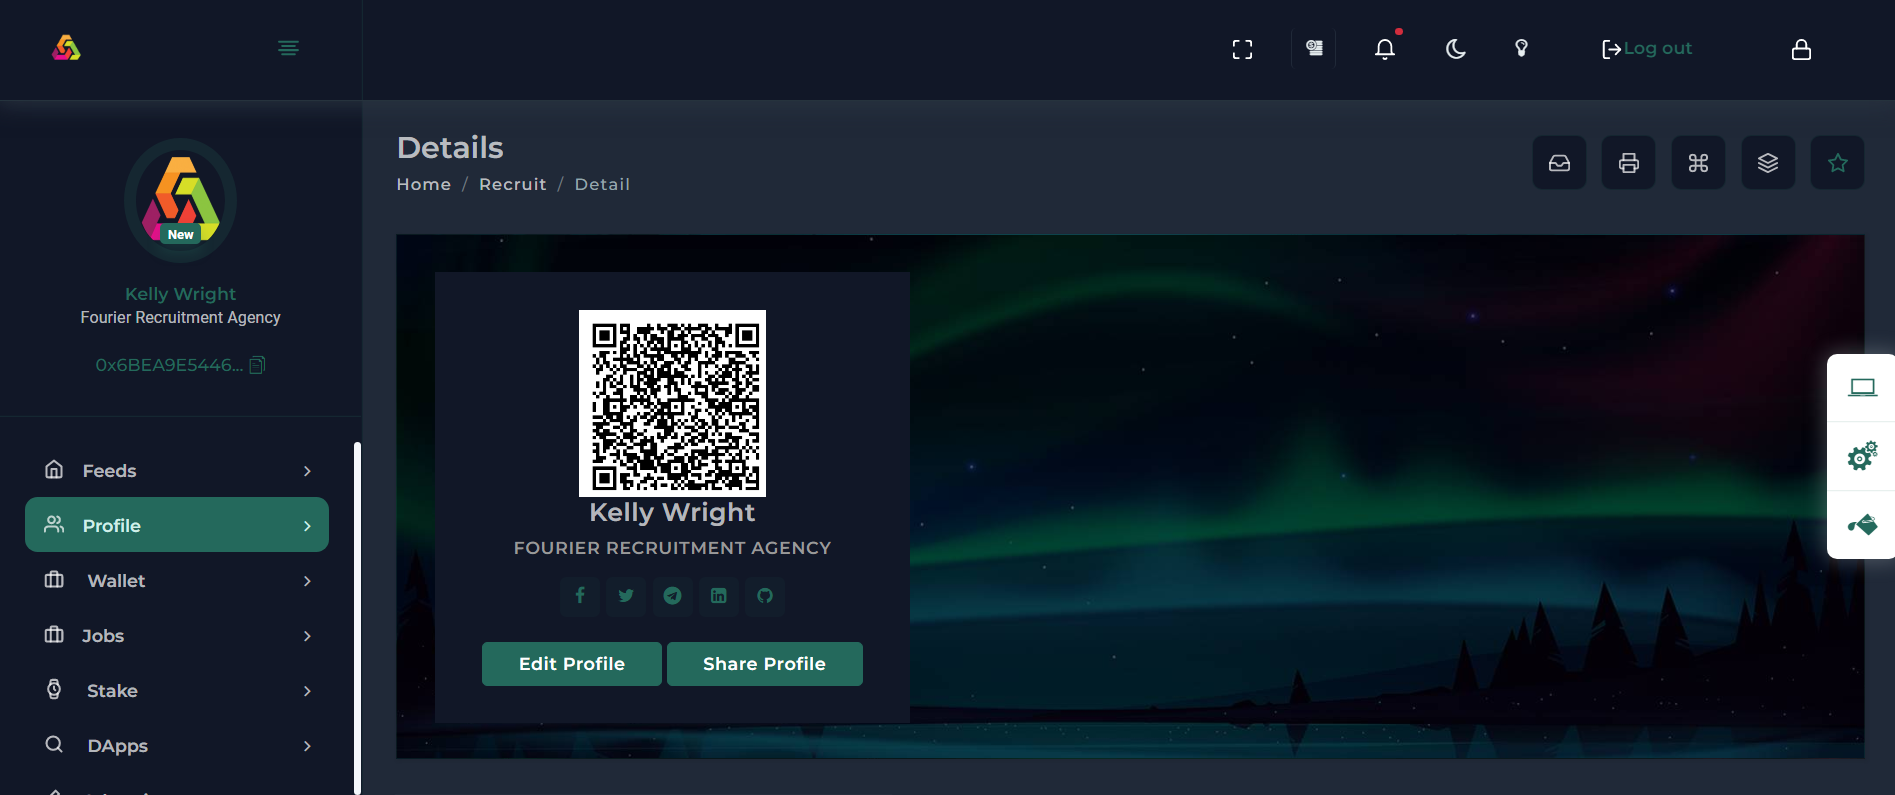 Log out
New
Kelly Wright
Fourier Recruitment Agency
0x6BEA9E5446...
Feeds
Profile
Wallet
Jobs
Stake
DApps
Details
Home / Recruit / Detail
Kelly Wright
FOURIER RECRUITMENT AGENCY
Edit Profile
Share Profile